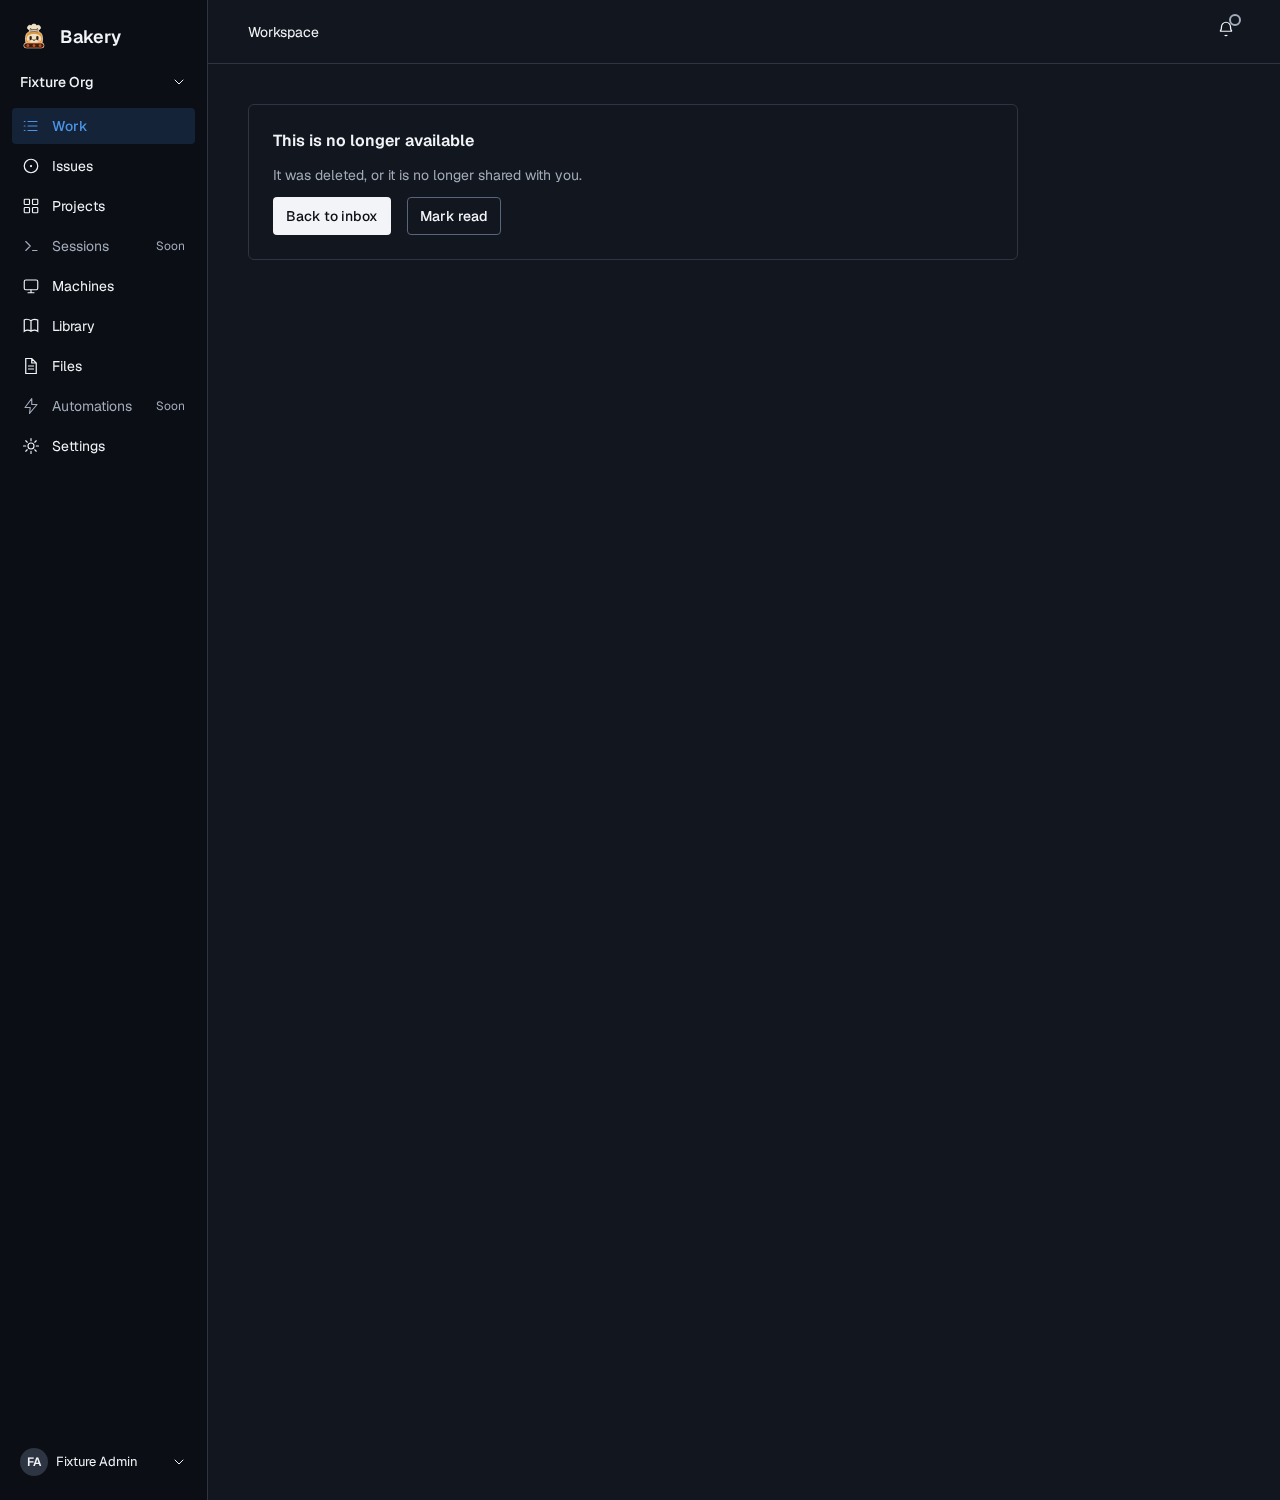 Bakery
Fixture Org
Work
Issues
Projects
Sessions Soon
Machines
Library
Files
Automations Soon
Settings
FA Fixture Admin
Workspace
This is no longer available
It was deleted, or it is no longer shared with you.
Back to inbox Mark read